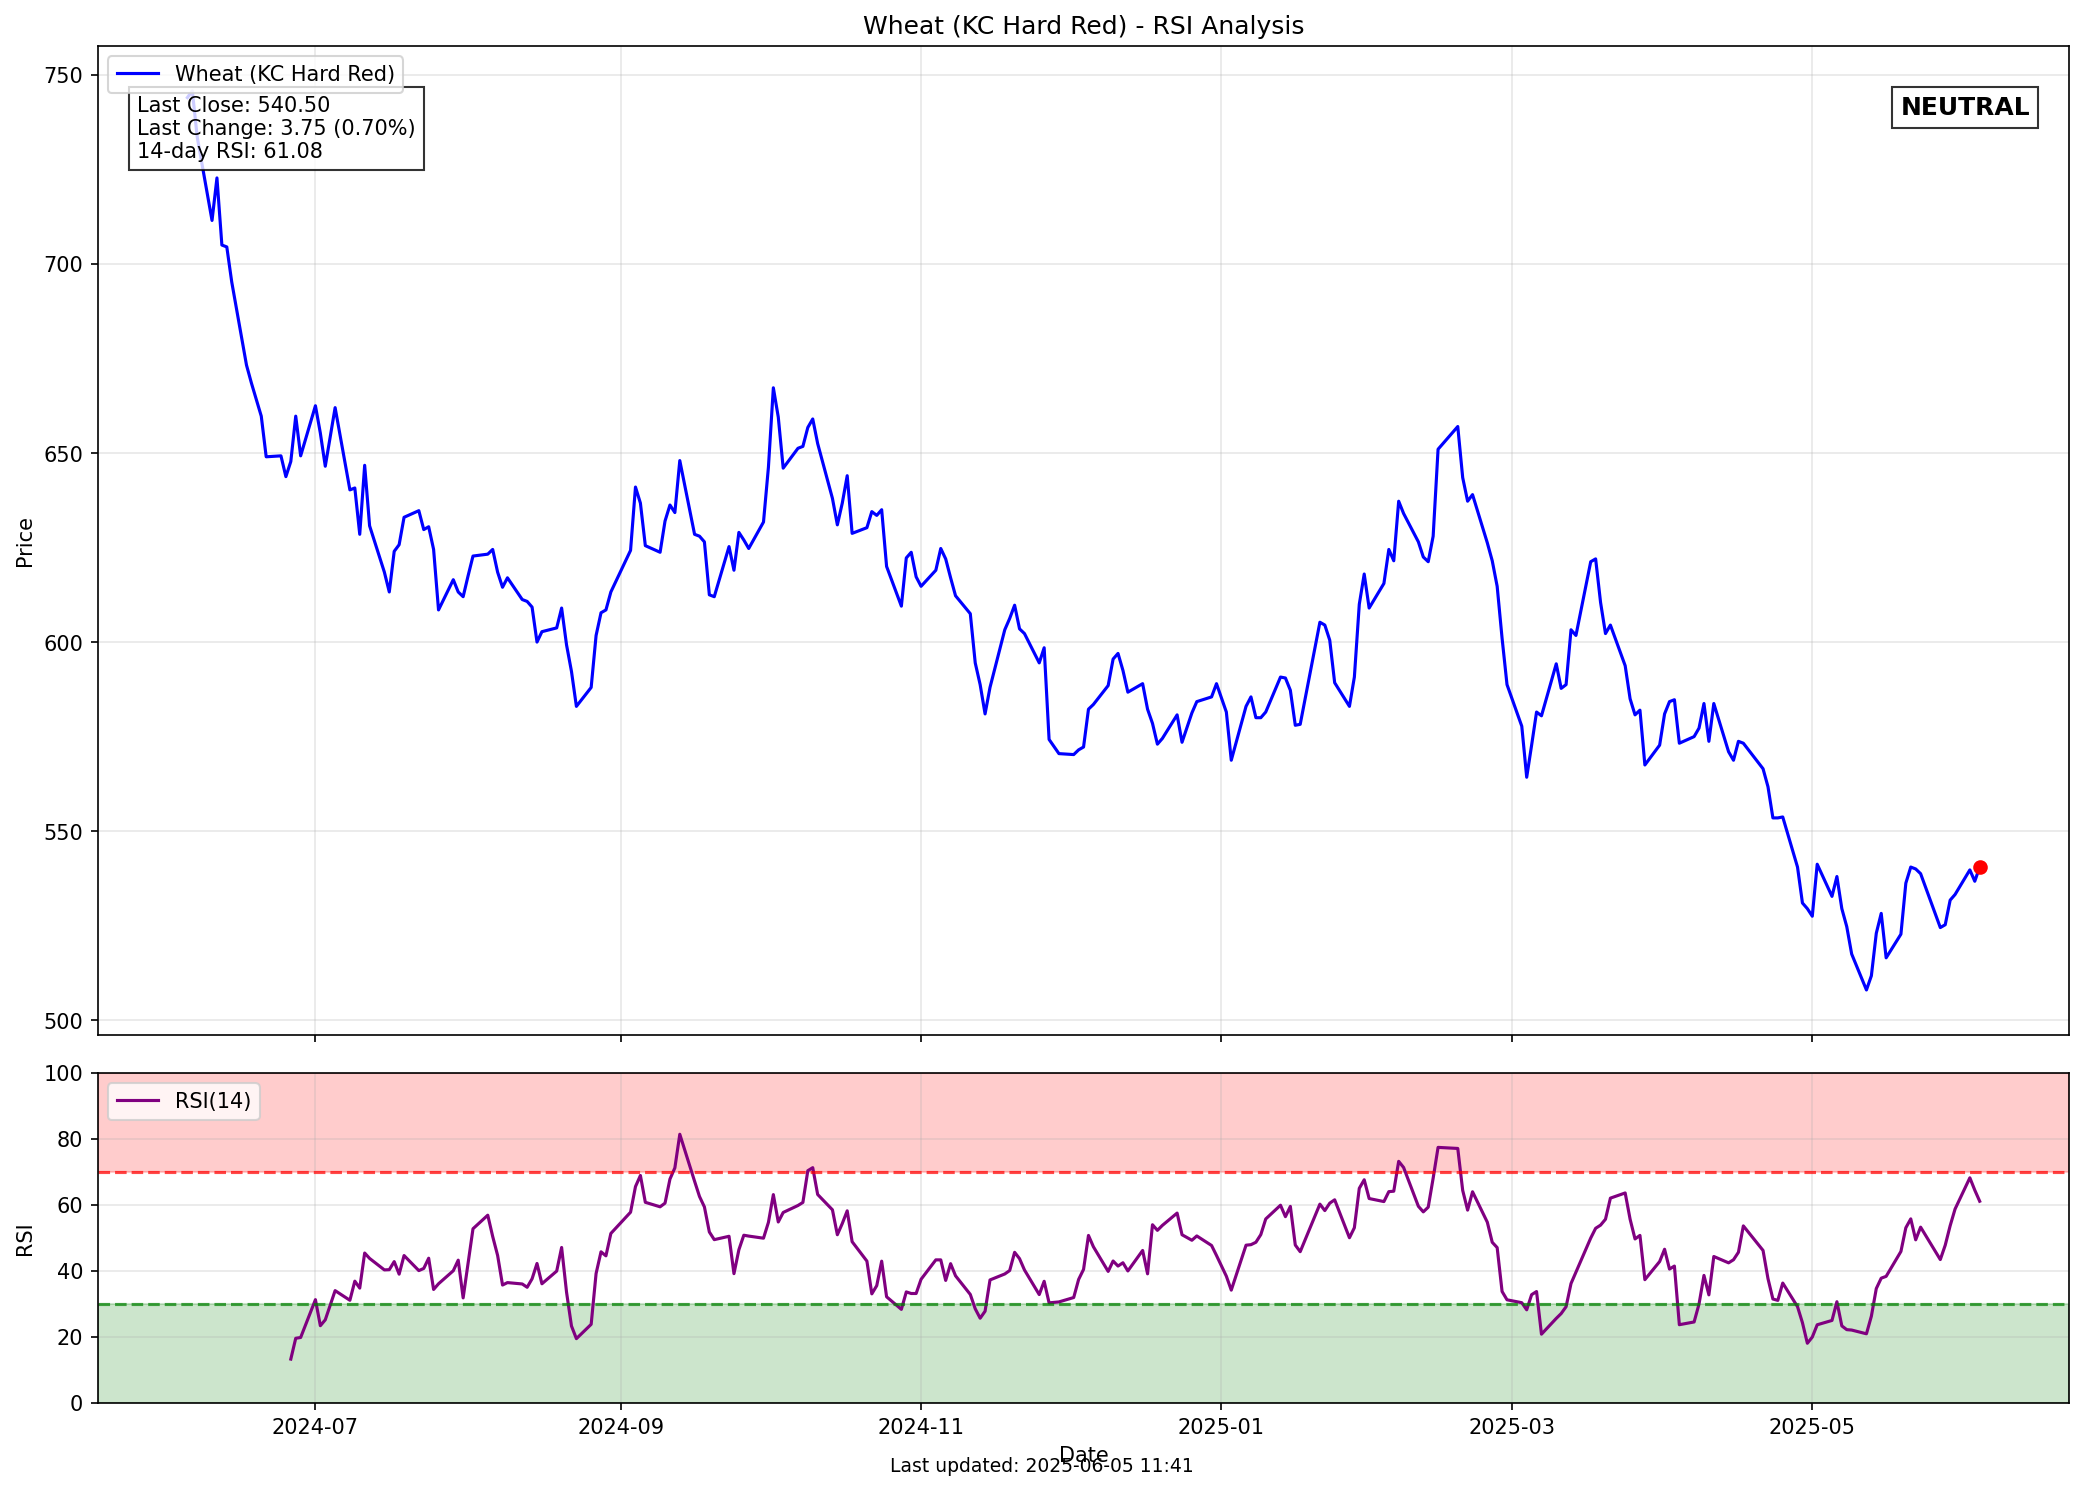 Wheat (KC Hard Red) - RSI Analysis
Wheat (KC Hard Red)
Last Close: 540.50
Last Change: 3.75 (0.70%)
14-day RSI: 61.08
NEUTRAL
750
700
650
600
550
500
Price
RSI(14)
100
80
60
40
20
0
RSI
2024-07
2024-09
2024-11
2025-01
2025-03
2025-05
Date
Last updated: 2025-06-05 11:41